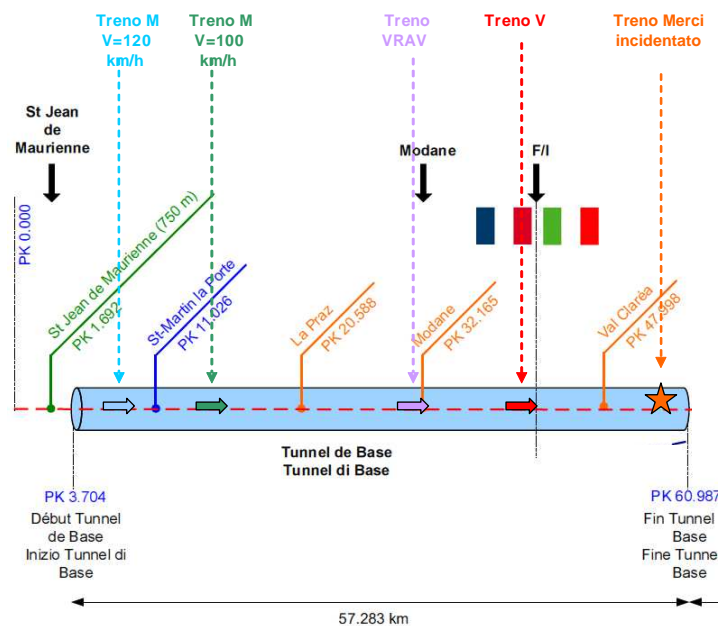 Treno M
V=120
km/h
Treno M
V=100
km/h
Treno
VRAV
Treno V
Treno Merci
incidentato
St Jean
de
Maurienne
Modane
F/I
PK 0.000
St Jean de Maurienne (750 m)
PK 1.692
St-Martin la Porte
PK 11.026
La Praz
PK 20.588
Modane
PK 32.165
Val Claréa
PK 47.998
Tunnel de Base
Tunnel di Base
PK 3.704
Début Tunnel
de Base
Inizio Tunnel di
Base
PK 60.987
Fin Tunnel
Base
Fine Tunne
Base
57.283 km